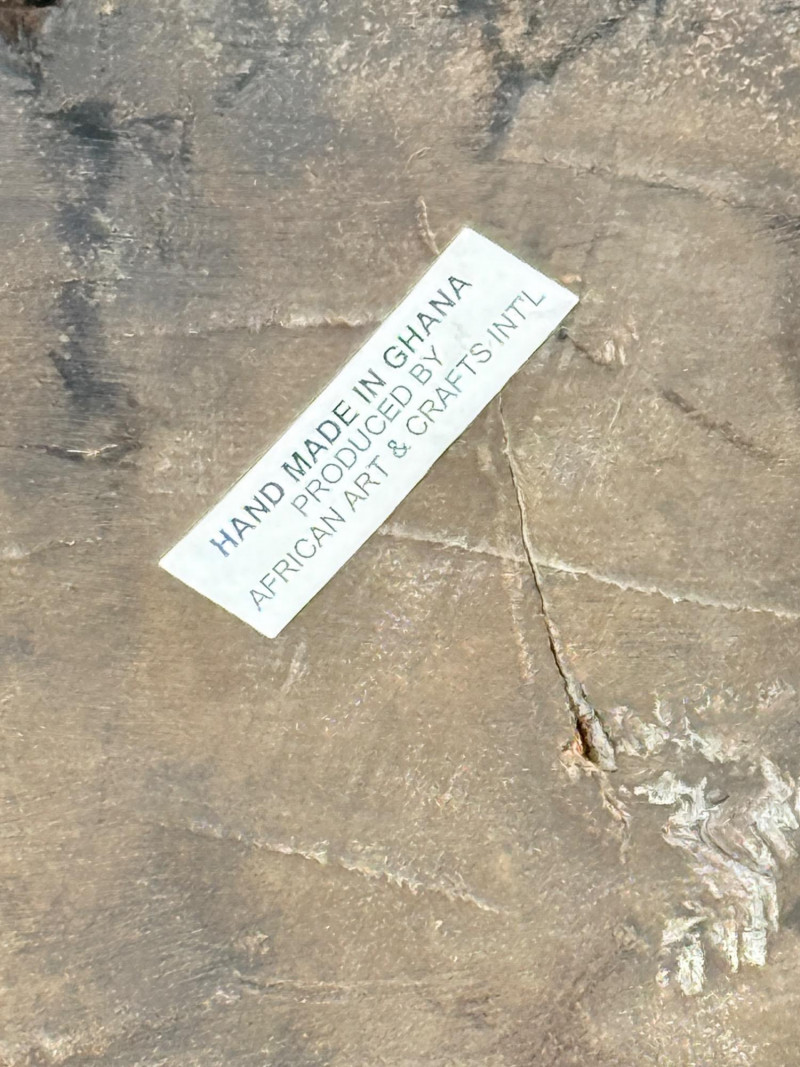 HAND MADE IN GHANA
PRODUCED BY
AFRICAN ART & CRAFTS INT'L